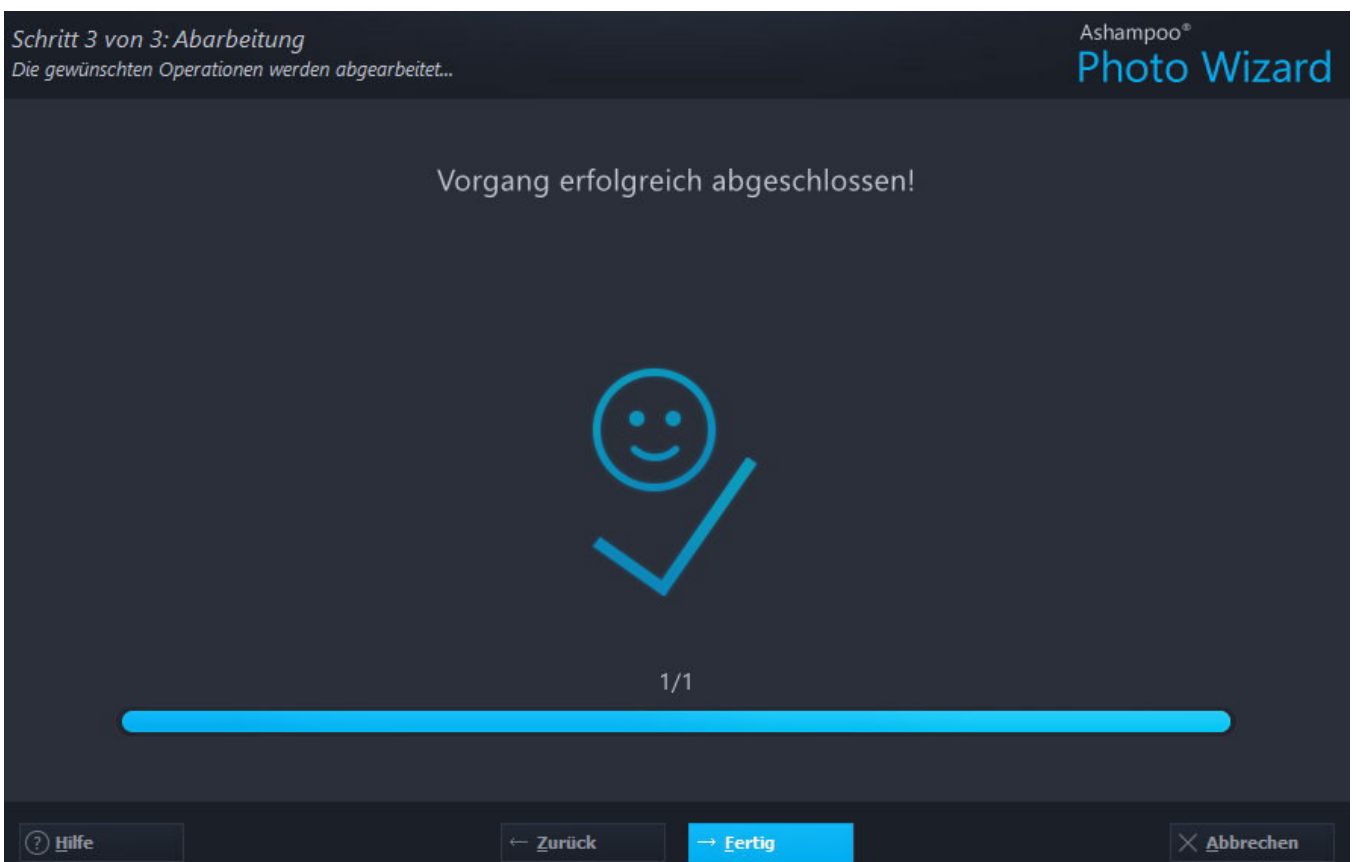 Schritt 3 von 3: Abarbeitung
Die gewünschten Operationen werden abgearbeitet...
Ashampoo®
Photo Wizard
Vorgang erfolgreich abgeschlossen!
1/1
? Hilfe
← Zurück
→ Fertig
╳ Abbrechen